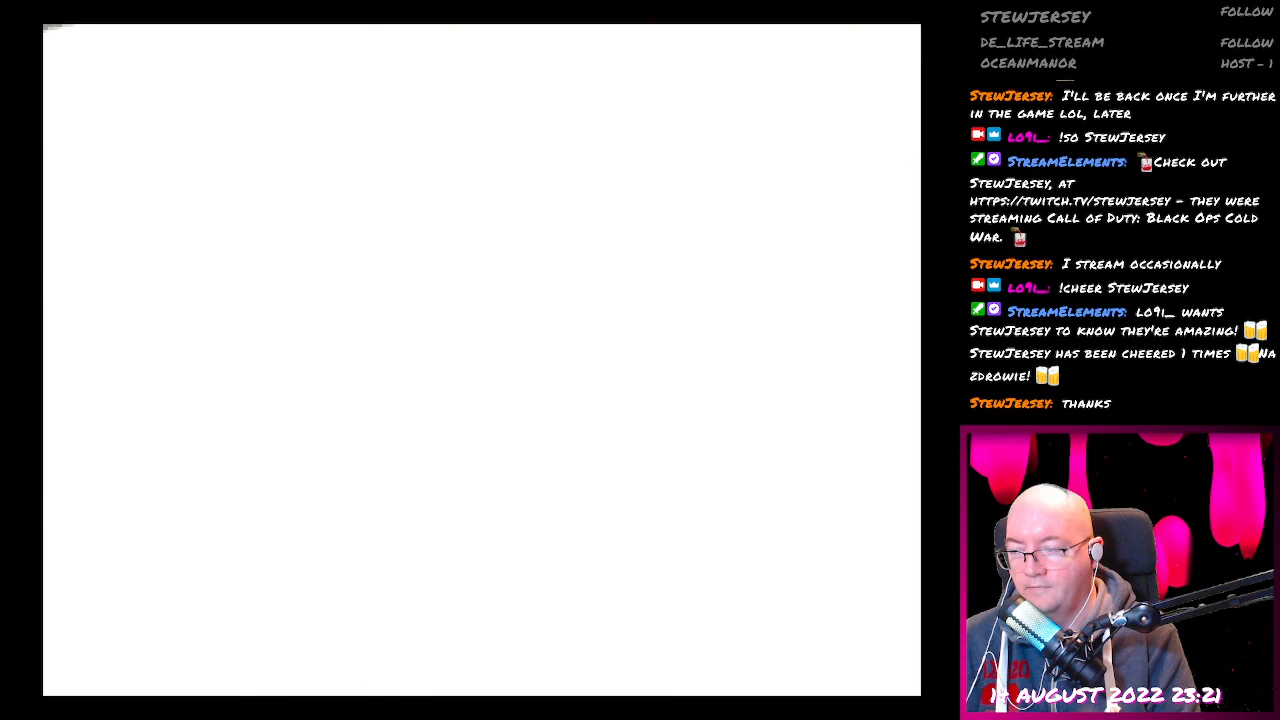 STEWJERSEY FOLLOW
DE_LIFE_STREAM FOLLOW
OCEANMANOR HOST - 1
STEWJERSEY: I'LL BE BACK ONCE I'M FURTHER
IN THE GAME LOL, LATER
LO9I_: !SO STEWJERSEY
STREAMELEMENTS: CHECK OUT
STEWJERSEY, AT
HTTPS://TWITCH.TV/STEWJERSEY - THEY WERE
STREAMING CALL OF DUTY: BLACK OPS COLD
WAR.
STEWJERSEY: I STREAM OCCASIONALLY
LO9I_: !CHEER STEWJERSEY
STREAMELEMENTS: LO9I_ WANTS
STEWJERSEY TO KNOW THEY'RE AMAZING!
STEWJERSEY HAS BEEN CHEERED 1 TIMES NA
ZDROWIE!
STEWJERSEY: THANKS
AUGUST 2022 23:21